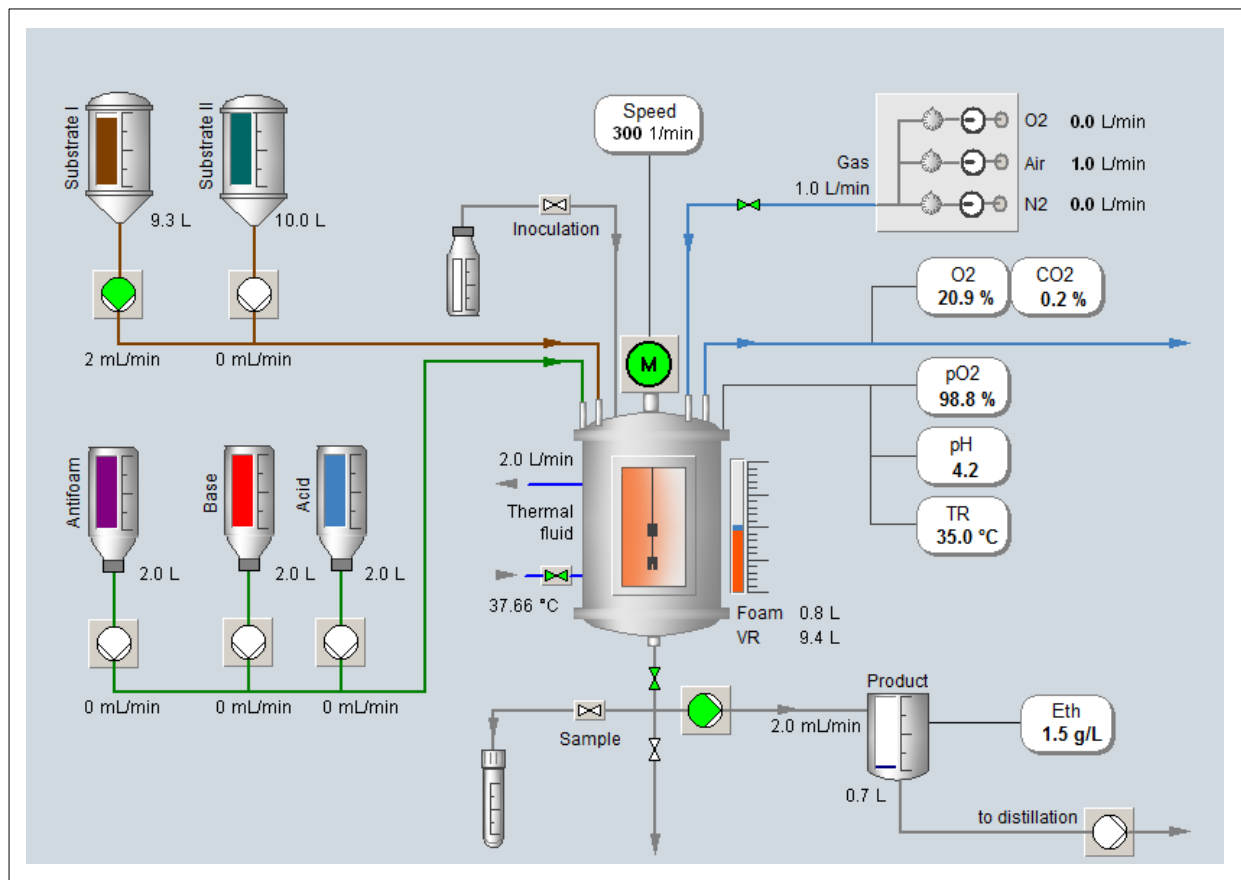 Substrate I
9.3 L
Substrate II
10.0 L
2 mL/min
0 mL/min
Inoculation
Speed
300 1/min
Gas
1.0 L/min
O2 0.0 L/min
Air 1.0 L/min
N2 0.0 L/min
O2
20.9 %
CO2
0.2 %
M
pO2
98.8 %
pH
4.2
TR
35.0 °C
Antifoam
2.0 L
Base
2.0 L
Acid
2.0 L
0 mL/min
0 mL/min
0 mL/min
2.0 L/min
Thermal
fluid
37.66 °C
Foam 0.8 L
VR 9.4 L
Sample
2.0 mL/min
Product
0.7 L
Eth
1.5 g/L
to distillation